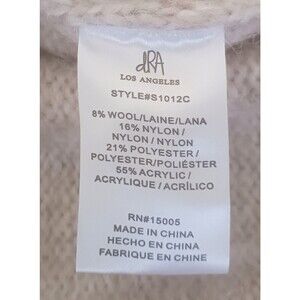 dRA
LOS ANGELES
STYLE#S1012C
8% WOOL/LAINE/LANA
16% NYLON /
NYLON / NYLON
21% POLYESTER /
POLYESTER/POLIÉSTER
55% ACRYLIC /
ACRYLIQUE / ACRÍLICO
RN#15005
MADE IN CHINA
HECHO EN CHINA
FABRIQUE EN CHINE